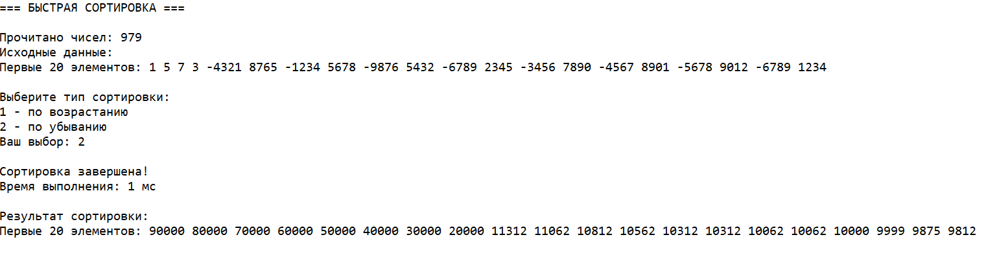 === БЫСТРАЯ СОРТИРОВКА ===
Прочитано чисел: 979
Исходные данные:
Первые 20 элементов: 1 5 7 3 -4321 8765 -1234 5678 -9876 5432 -6789 2345 -3456 7890 -4567 8901 -5678 9012 -6789 1234
Выберите тип сортировки:
1 - по возрастанию
2 - по убыванию
Ваш выбор: 2
Сортировка завершена!
Время выполнения: 1 мс
Результат сортировки:
Первые 20 элементов: 90000 80000 70000 60000 50000 40000 30000 20000 11312 11062 10812 10562 10312 10312 10062 10062 10000 9999 9875 9812